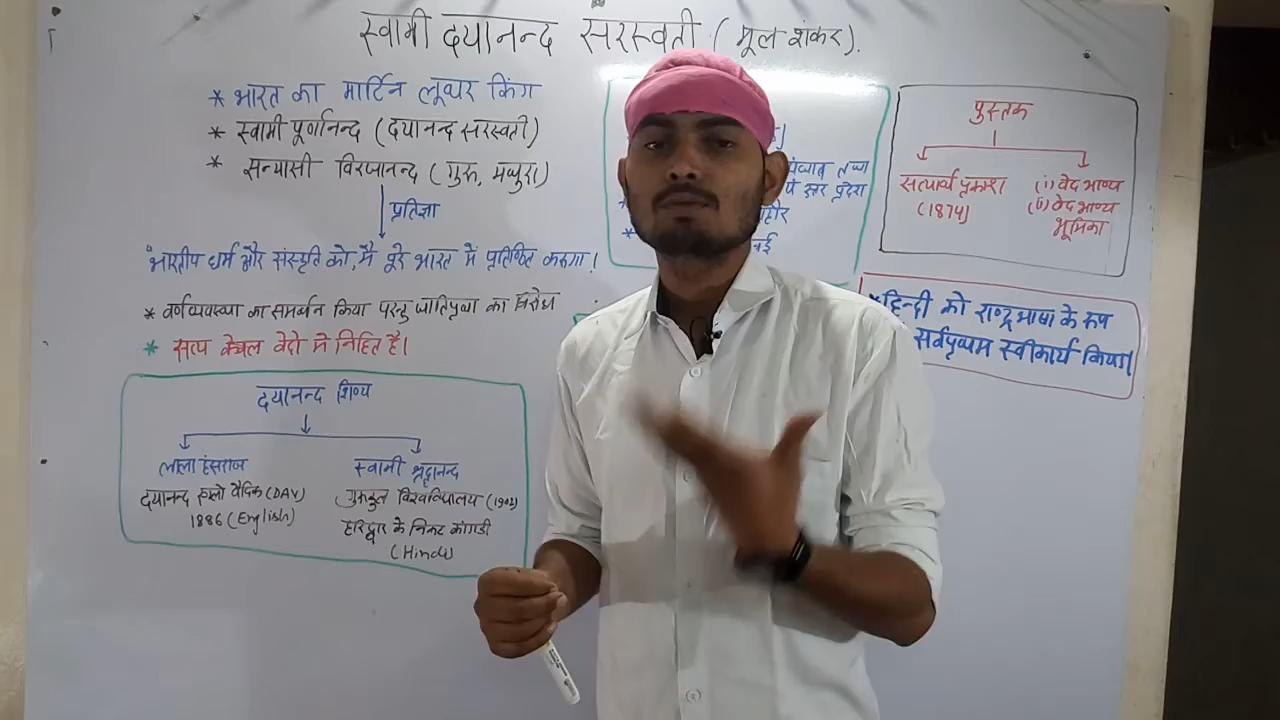 स्वामी दयानन्द सरस्वती (मूल शंकर).
* भारत का मार्टिन लूथर किंग
* स्वामी पूर्णानन्द (दयानन्द सरस्वती)
* सन्यासी विरजानन्द (गुरु, मथुरा)
प्रतिज्ञा
"भारतीय धर्म और संस्कृति को, मै पूरे भारत में प्रतिष्ठित करूगा!
* वर्णव्यवस्था का समर्थन किया परन्तु जातिप्रथा का विरोध
* सत्य केवल वेदो मे निहित है।
दयानन्द शिष्य
लाला हंसराज
दयानन्द एंग्लो वैदिक (DAV)
1886 (English)
स्वामी श्रद्धानन्द
गुरुकुल विश्वविद्यालय (1902)
हरिद्वार के निकट कांगडी
(Hindi)
पंजाब तथा
प्रदेश
पुस्तक
सत्यार्थ प्रकाश
(1874)
(i) वेद भाष्य
(ii) वेद भाष्य
भूमिका
* हिन्दी को राष्ट्रभाषा के रूप
सर्वप्रथम स्वीकार्य किया।